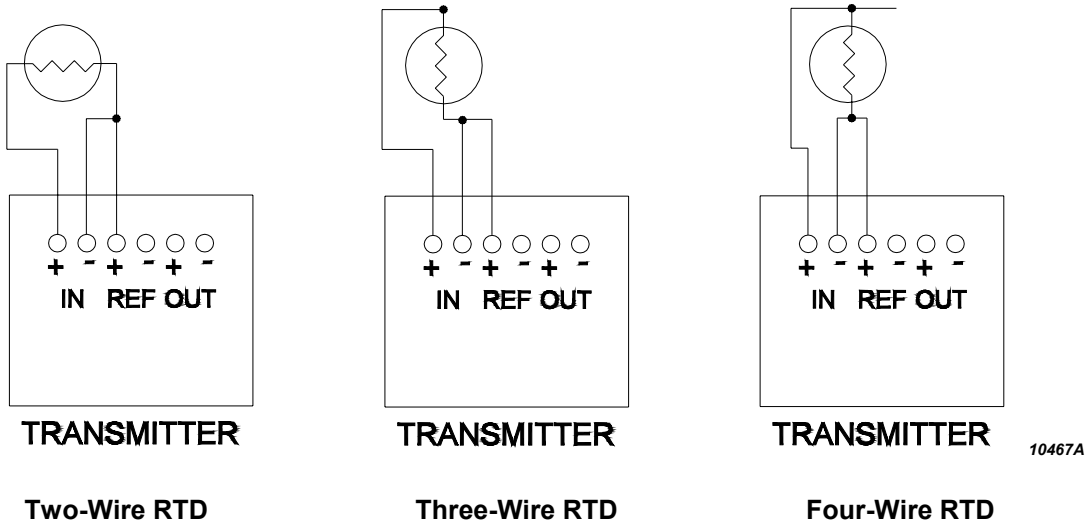 + - + - + -
IN REF OUT
TRANSMITTER
Two-Wire RTD
+ - + - + -
IN REF OUT
TRANSMITTER
Three-Wire RTD
+ - + - + -
IN REF OUT
TRANSMITTER
Four-Wire RTD
10467A